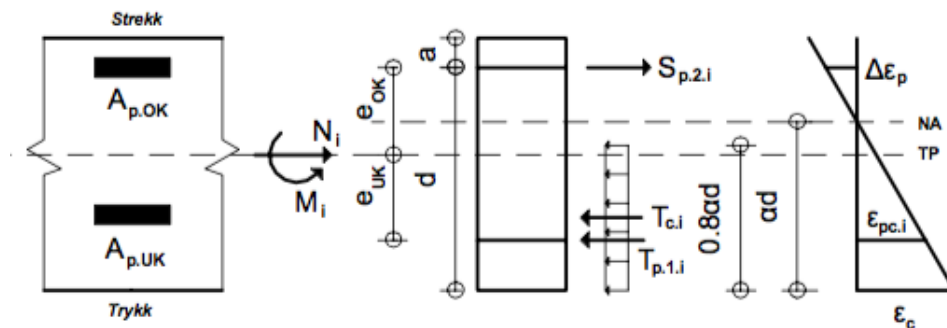 Strekk
A_p.OK
N_i
M_i
A_p.UK
Trykk
e_OK
e_UK
a
d
S_p.2.i
T_c.i
T_p.1.i
0.8αd
αd
Δε_p
NA
TP
ε_pc.i
ε_c